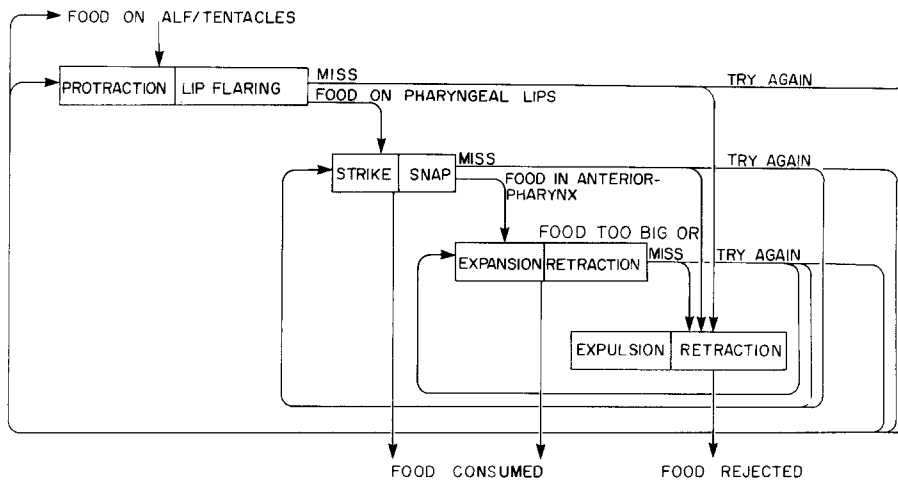 FOOD ON ALF/TENTACLES
PROTRACTION LIP FLARING
MISS
TRY AGAIN
FOOD ON PHARYNGEAL LIPS
STRIKE SNAP
MISS
TRY AGAIN
FOOD IN ANTERIOR-
PHARYNX
FOOD TOO BIG OR
EXPANSION RETRACTION
MISS
TRY AGAIN
EXPULSION RETRACTION
FOOD CONSUMED
FOOD REJECTED